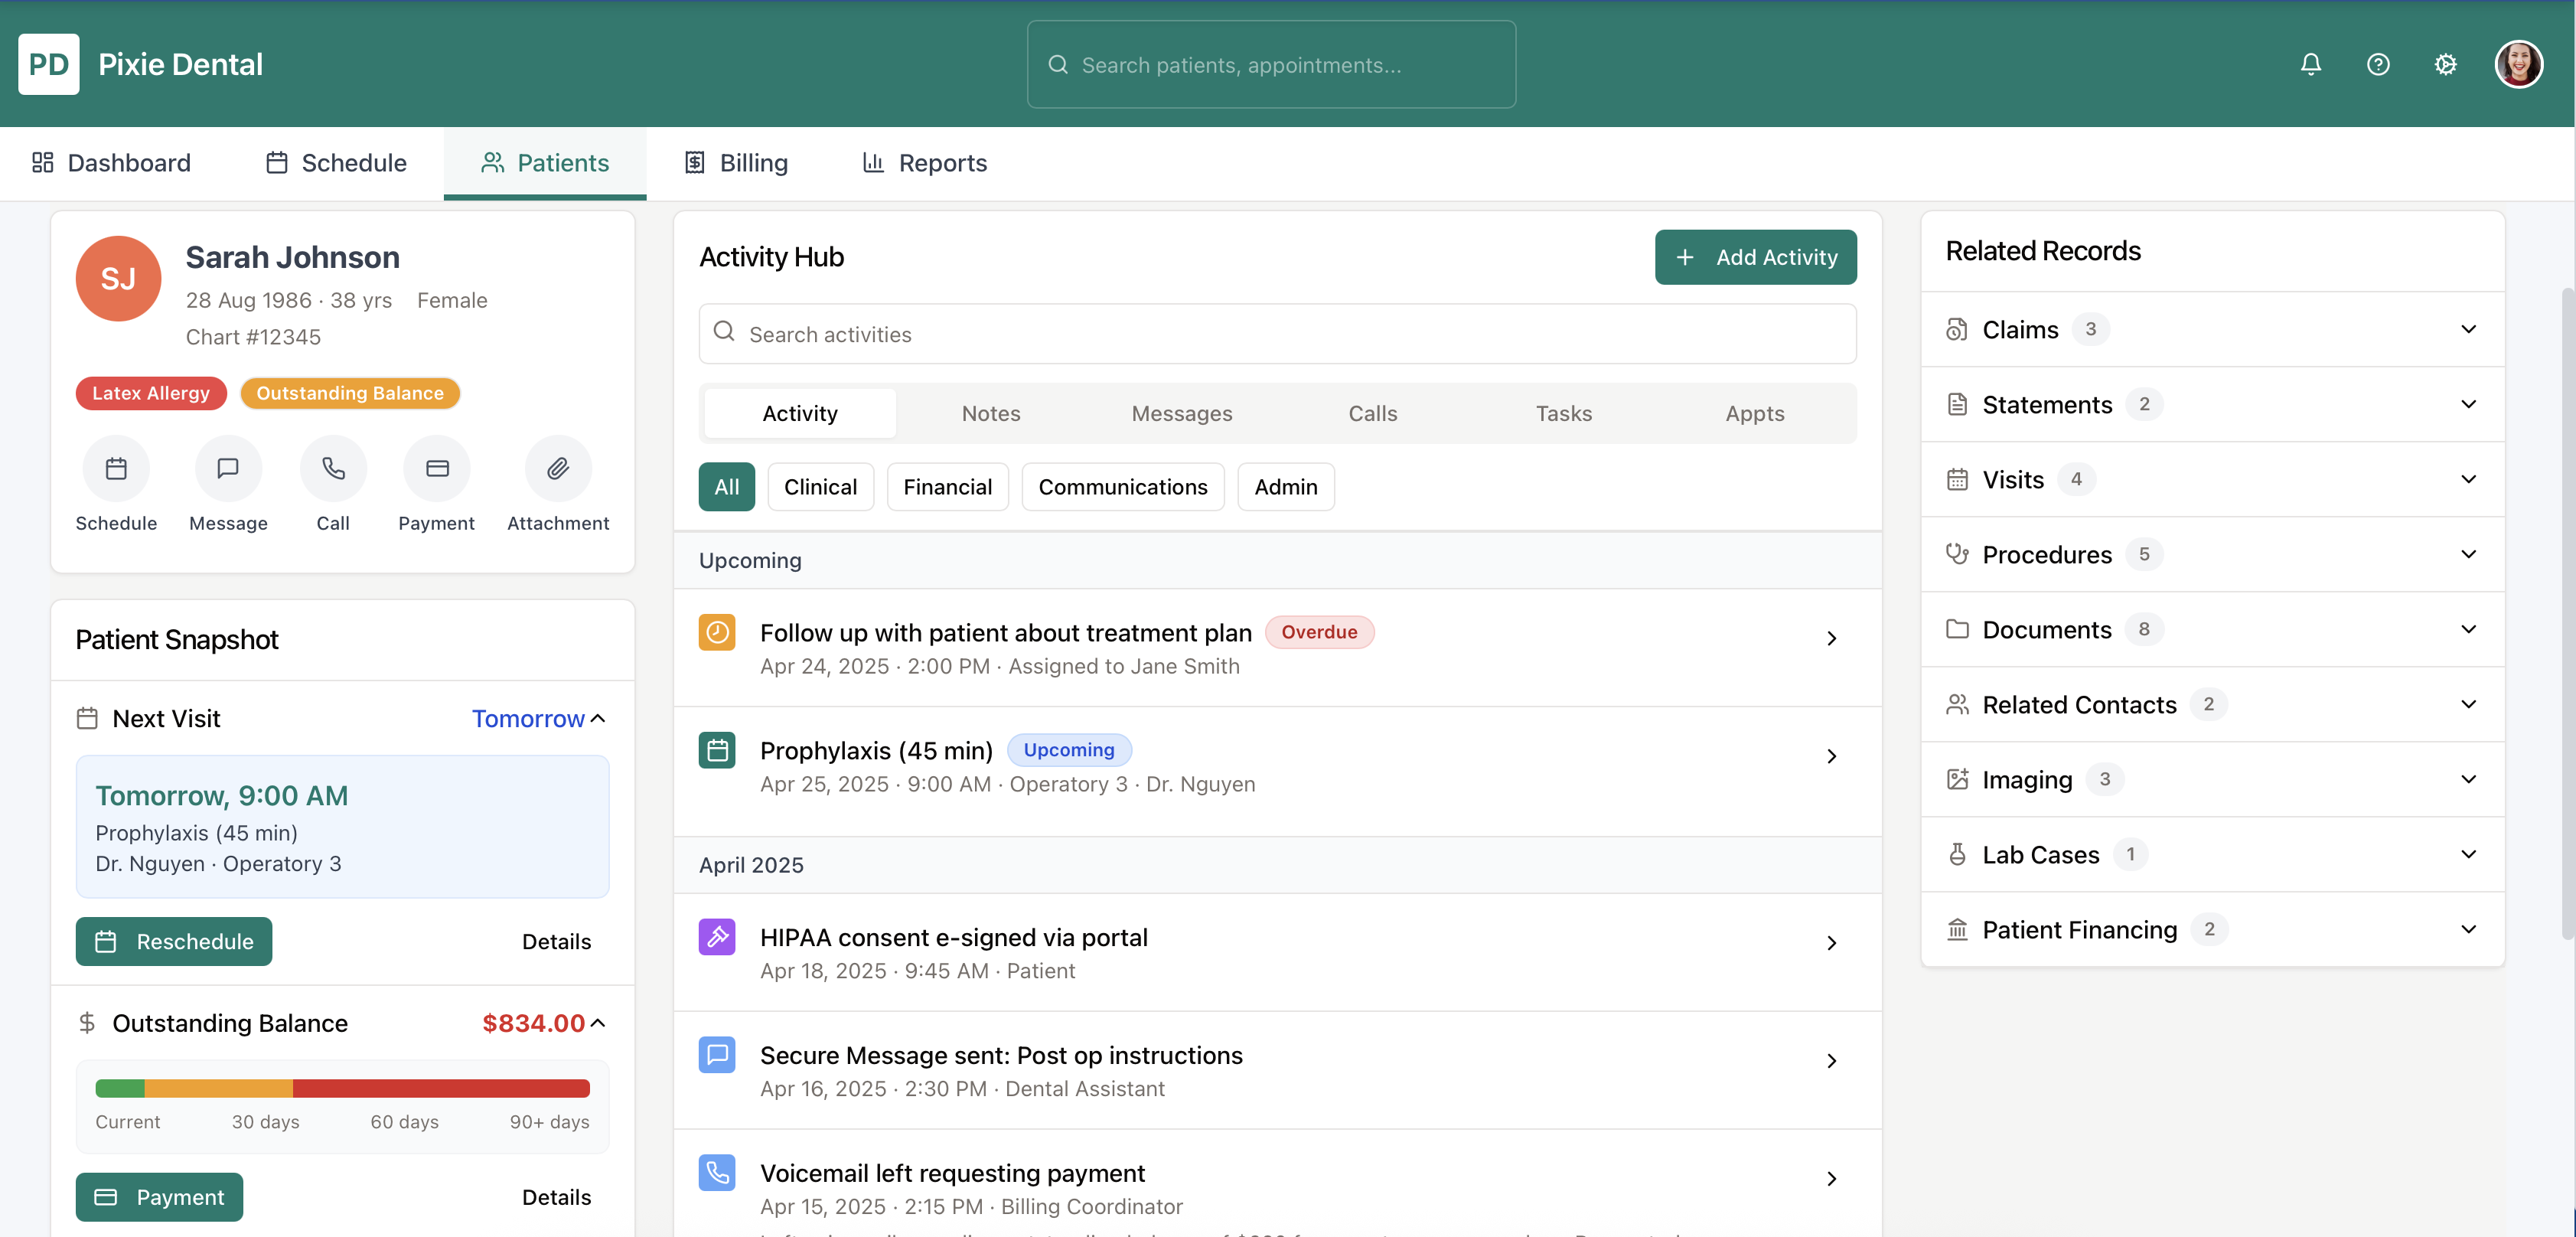 PD
Pixie Dental
Search patients, appointments...
Dashboard
Schedule
Patients
Billing
Reports
SJ
Sarah Johnson
28 Aug 1986 · 38 yrs Female
Chart #12345
Latex Allergy
Outstanding Balance
Schedule
Message
Call
Payment
Attachment
Patient Snapshot
Next Visit
Tomorrow
Tomorrow, 9:00 AM
Prophylaxis (45 min)
Dr. Nguyen · Operatory 3
Reschedule
Details
Outstanding Balance
$834.00
Current
30 days
60 days
90+ days
Payment
Details
Activity Hub
+ Add Activity
Search activities
Activity
Notes
Messages
Calls
Tasks
Appts
All
Clinical
Financial
Communications
Admin
Upcoming
Follow up with patient about treatment plan
Overdue
Apr 24, 2025 · 2:00 PM · Assigned to Jane Smith
Prophylaxis (45 min)
Upcoming
Apr 25, 2025 · 9:00 AM · Operatory 3 · Dr. Nguyen
April 2025
HIPAA consent e-signed via portal
Apr 18, 2025 · 9:45 AM · Patient
Secure Message sent: Post op instructions
Apr 16, 2025 · 2:30 PM · Dental Assistant
Voicemail left requesting payment
Apr 15, 2025 · 2:15 PM · Billing Coordinator
Related Records
Claims 3
Statements 2
Visits 4
Procedures 5
Documents 8
Related Contacts 2
Imaging 3
Lab Cases 1
Patient Financing 2